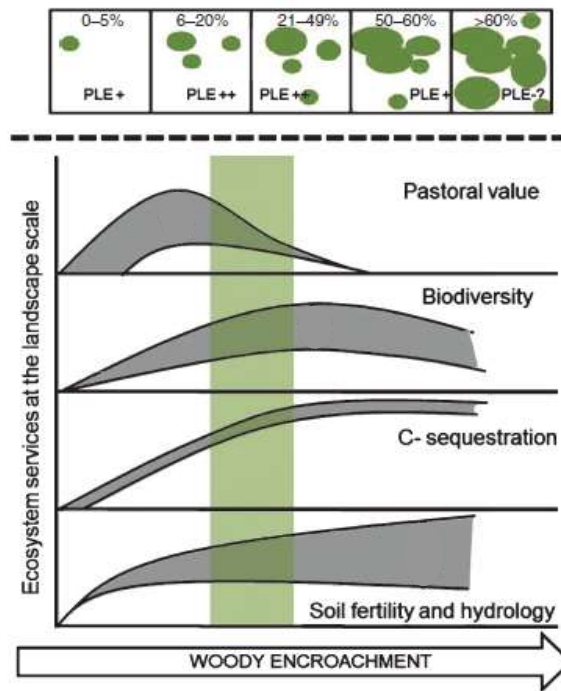 0–5% 6–20% 21–49% 50–60% >60%
PLE + PLE ++ PLE ++ PLE + PLE-?
Ecosystem services at the landscape scale
Pastoral value
Biodiversity
C- sequestration
Soil fertility and hydrology
WOODY ENCROACHMENT